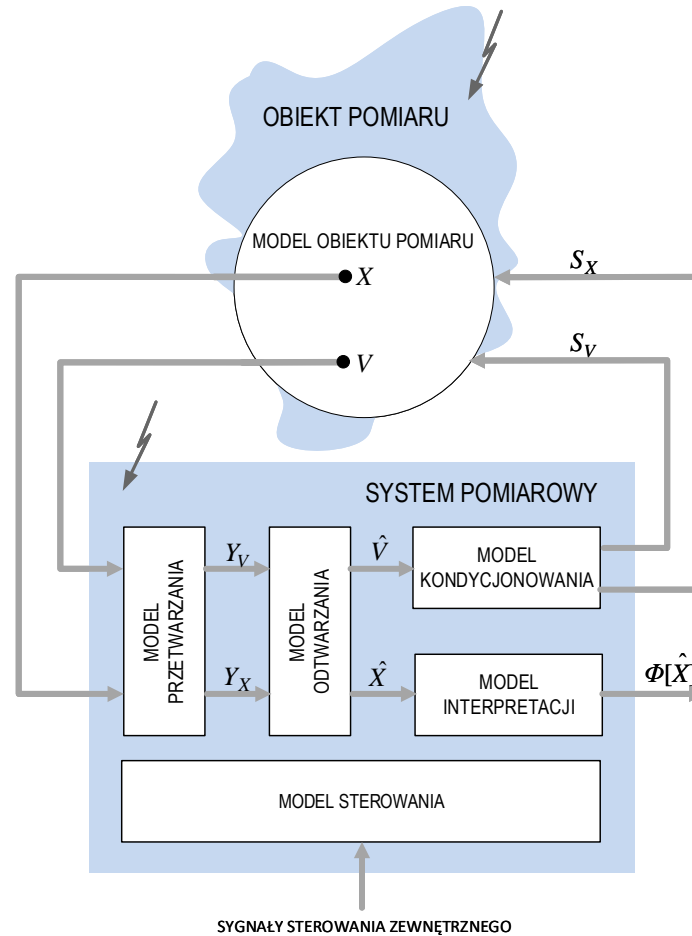 OBIEKT POMIARU
MODEL OBIEKTU POMIARU
X
S_X
V
S_V
SYSTEM POMIAROWY
MODEL
PRZETWARZANIA
Y_V
Y_X
MODEL
ODTWARZANIA
V̂
X̂
MODEL
KONDYCJONOWANIA
MODEL
INTERPRETACJI
Φ[X̂]
MODEL STEROWANIA
SYGNAŁY STEROWANIA ZEWNĘTRZNEGO